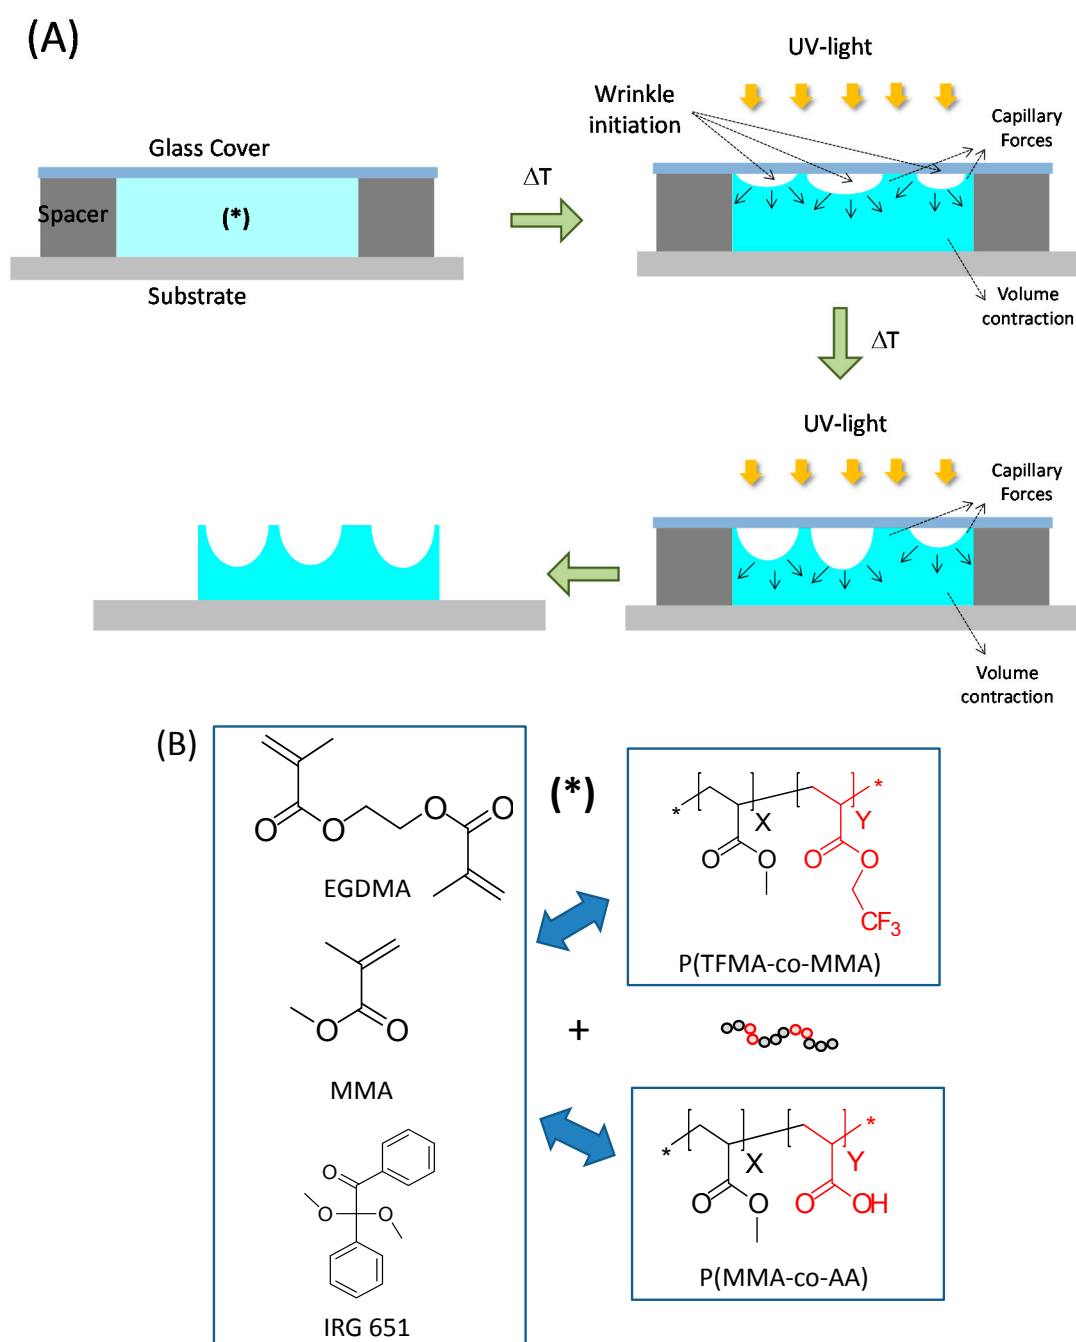 (A)
UV-light
Wrinkle
initiation
Capillary
Forces
Glass Cover
ΔT
Spacer
(*)
Substrate
Volume
contraction
ΔT
UV-light
Capillary
Forces
Volume
contraction
(B)
O
O
O
O
EGDMA
(*)
*
X
Y
*
O
O
O
O
CF3
P(TFMA-co-MMA)
O
O
MMA
+
*
X
Y
*
O
O
O
OH
P(MMA-co-AA)
O
O
O
IRG 651